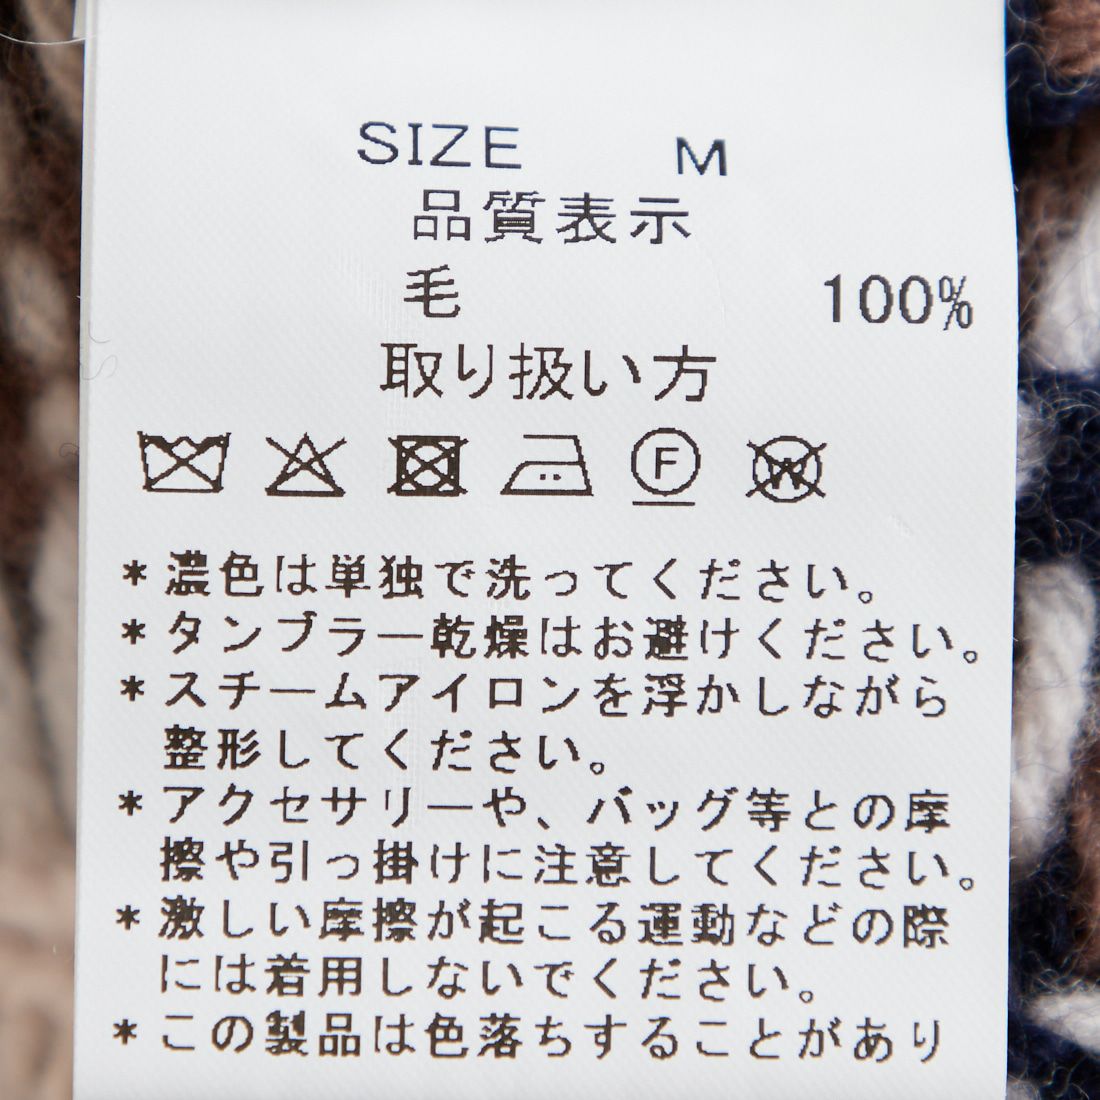 SIZE M
品質表示
毛 100%
取り扱い方
F W
*濃色は単独で洗ってください。
*タンブラー乾燥はお避けください。
*スチームアイロンを浮かしながら
整形してください。
*アクセサリーや、バッグ等との摩
擦や引っ掛けに注意してください。
*激しい摩擦が起こる運動などの際
には着用しないでください。
*この製品は色落ちすることがあり